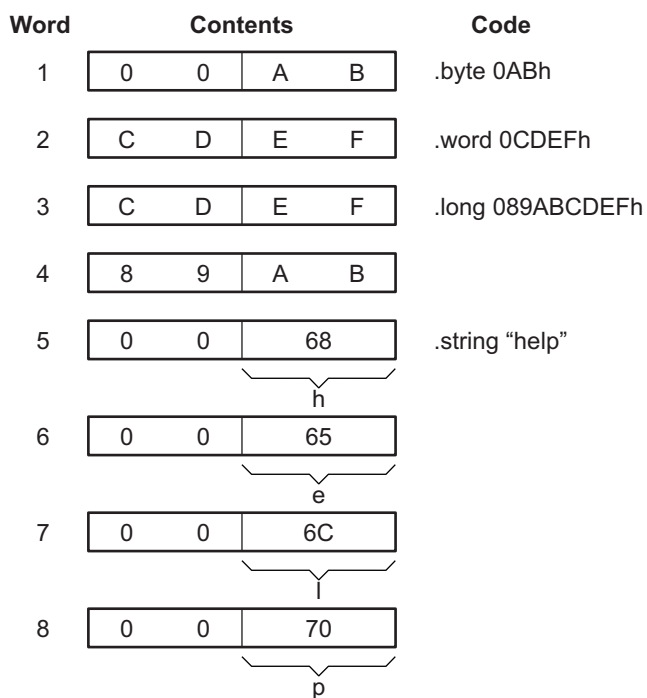 Word Contents Code
1 0 0 A B .byte 0ABh
2 C D E F .word 0CDEFh
3 C D E F .long 089ABCDEFh
4 8 9 A B
5 0 0 68 .string “help”
h
6 0 0 65
e
7 0 0 6C
l
8 0 0 70
p